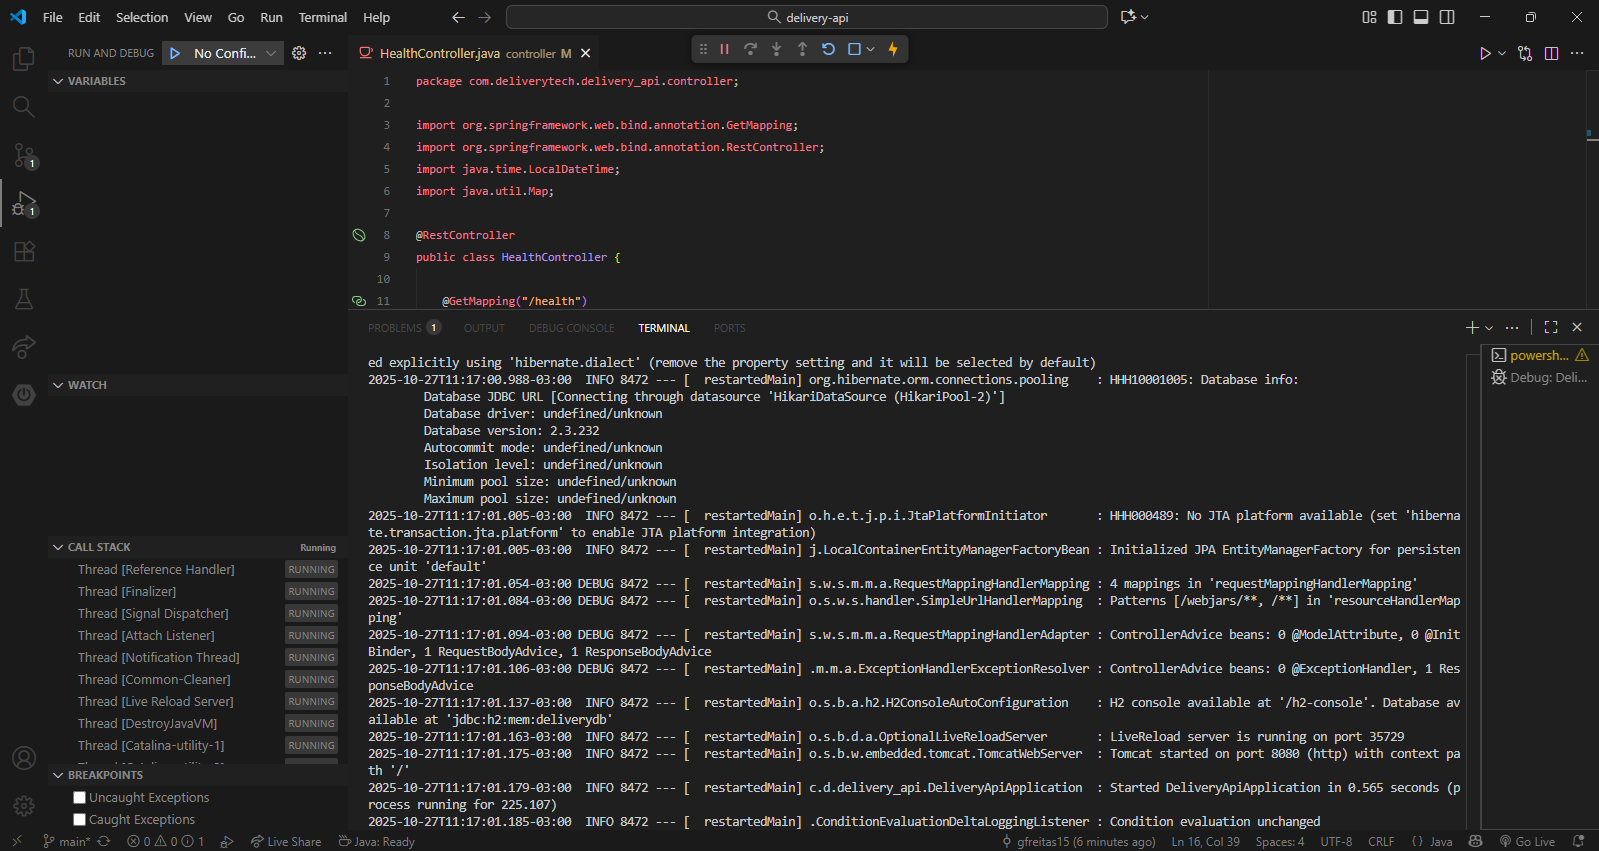 File Edit Selection View Go Run Terminal Help
delivery-api
RUN AND DEBUG No Confi...
VARIABLES
WATCH
CALL STACK Running
Thread [Reference Handler] RUNNING
Thread [Finalizer] RUNNING
Thread [Signal Dispatcher] RUNNING
Thread [Attach Listener] RUNNING
Thread [Notification Thread] RUNNING
Thread [Common-Cleaner] RUNNING
Thread [Live Reload Server] RUNNING
Thread [DestroyJavaVM] RUNNING
Thread [Catalina-utility-1] RUNNING
BREAKPOINTS
Uncaught Exceptions
Caught Exceptions
1
1
HealthController.java controller M
1 package com.deliverytech.delivery_api.controller;
2
3 import org.springframework.web.bind.annotation.GetMapping;
4 import org.springframework.web.bind.annotation.RestController;
5 import java.time.LocalDateTime;
6 import java.util.Map;
7
8 @RestController
9 public class HealthController {
10
11 @GetMapping("/health")
PROBLEMS 1 OUTPUT DEBUG CONSOLE TERMINAL PORTS
ed explicitly using 'hibernate.dialect' (remove the property setting and it will be selected by default)
2025-10-27T11:17:00.988-03:00  INFO 8472 --- [  restartedMain] org.hibernate.orm.connections.pooling    : HHH10001005: Database info:
Database JDBC URL [Connecting through datasource 'HikariDataSource (HikariPool-2)']
Database driver: undefined/unknown
Database version: 2.3.232
Autocommit mode: undefined/unknown
Isolation level: undefined/unknown
Minimum pool size: undefined/unknown
Maximum pool size: undefined/unknown
2025-10-27T11:17:01.005-03:00  INFO 8472 --- [  restartedMain] o.h.e.t.j.p.i.JtaPlatformInitiator       : HHH000489: No JTA platform available (set 'hiberna
te.transaction.jta.platform' to enable JTA platform integration)
2025-10-27T11:17:01.005-03:00  INFO 8472 --- [  restartedMain] j.LocalContainerEntityManagerFactoryBean : Initialized JPA EntityManagerFactory for persisten
ce unit 'default'
2025-10-27T11:17:01.054-03:00 DEBUG 8472 --- [  restartedMain] s.w.s.m.m.a.RequestMappingHandlerMapping : 4 mappings in 'requestMappingHandlerMapping'
2025-10-27T11:17:01.084-03:00 DEBUG 8472 --- [  restartedMain] o.s.w.s.handler.SimpleUrlHandlerMapping  : Patterns [/webjars/**, /**] in 'resourceHandlerMap
ping'
2025-10-27T11:17:01.094-03:00 DEBUG 8472 --- [  restartedMain] s.w.s.m.m.a.RequestMappingHandlerAdapter : ControllerAdvice beans: 0 @ModelAttribute, 0 @Init
Binder, 1 RequestBodyAdvice, 1 ResponseBodyAdvice
2025-10-27T11:17:01.106-03:00 DEBUG 8472 --- [  restartedMain] .m.m.a.ExceptionHandlerExceptionResolver : ControllerAdvice beans: 0 @ExceptionHandler, 1 Res
ponseBodyAdvice
2025-10-27T11:17:01.137-03:00  INFO 8472 --- [  restartedMain] o.s.b.a.h2.H2ConsoleAutoConfiguration    : H2 console available at '/h2-console'. Database av
ailable at 'jdbc:h2:mem:deliverydb'
2025-10-27T11:17:01.163-03:00  INFO 8472 --- [  restartedMain] o.s.b.d.a.OptionalLiveReloadServer       : LiveReload server is running on port 35729
2025-10-27T11:17:01.175-03:00  INFO 8472 --- [  restartedMain] o.s.b.w.embedded.tomcat.TomcatWebServer  : Tomcat started on port 8080 (http) with context pa
th '/'
2025-10-27T11:17:01.179-03:00  INFO 8472 --- [  restartedMain] c.d.delivery_api.DeliveryApiApplication  : Started DeliveryApiApplication in 0.565 seconds (p
rocess running for 225.107)
2025-10-27T11:17:01.185-03:00  INFO 8472 --- [  restartedMain] .ConditionEvaluationDeltaLoggingListener : Condition evaluation unchanged
powersh...
Debug: Deli...
main* 0 0 1 Live Share Java: Ready gfreitas15 (6 minutes ago) Ln 16, Col 39 Spaces: 4 UTF-8 CRLF {} Java Go Live